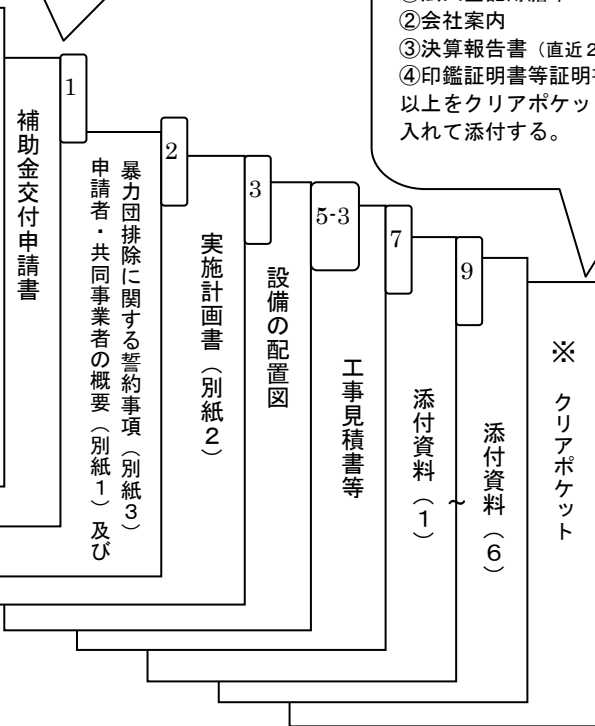 ②会社案内
③決算報告書（直近２
④印鑑証明書等証明
以上をクリアポケッ
入れて添付する。
1
補助金交付申請書
2
申請者・共同事業者の概要（別紙１）及び
暴力団排除に関する誓約事項（別紙３）
3
実施計画書（別紙２）
5-3
設備の配置図
7
工事見積書等
9
添付資料（１）
～
添付資料（６）
※ クリアポケット